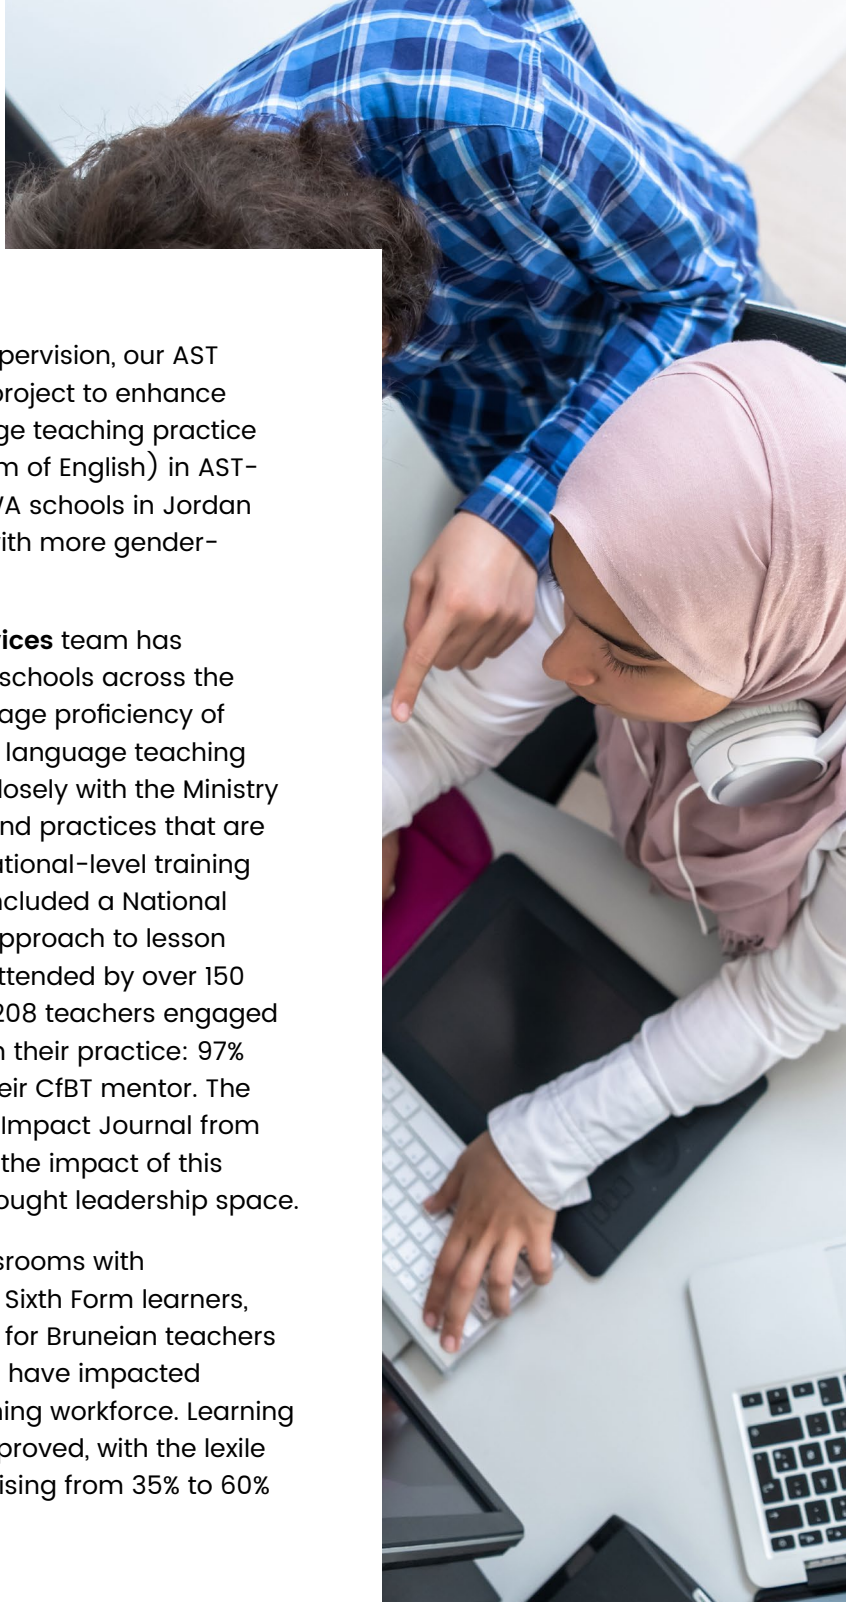 pervision, our AST
project to enhance
ge teaching practice
m of English) in AST-
VA schools in Jordan
ith more gender-
ices team has
schools across the
age proficiency of
language teaching
losely with the Ministry
nd practices that are
ational-level training
ncluded a National
pproach to lesson
ttended by over 150
208 teachers engaged
n their practice: 97%
eir CfBT mentor. The
Impact Journal from
the impact of this
ought leadership space.
srooms with
Sixth Form learners,
for Bruneian teachers
have impacted
ning workforce. Learning
proved, with the lexile
ising from 35% to 60%